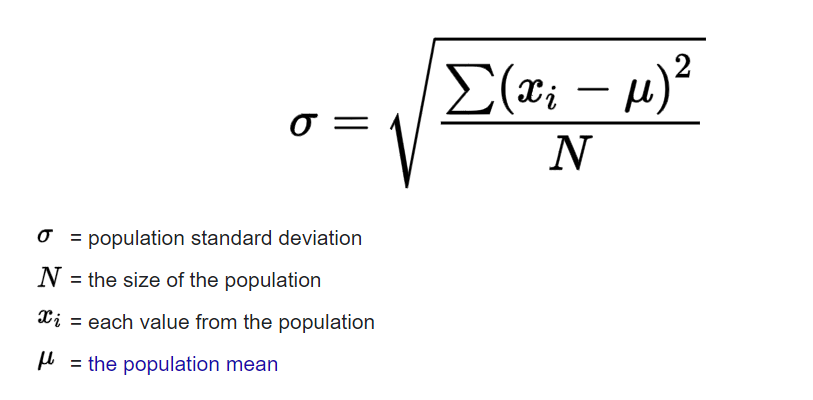 σ = √(∑(xᵢ − μ)² / N)
σ = population standard deviation
N = the size of the population
xᵢ = each value from the population
μ = the population mean